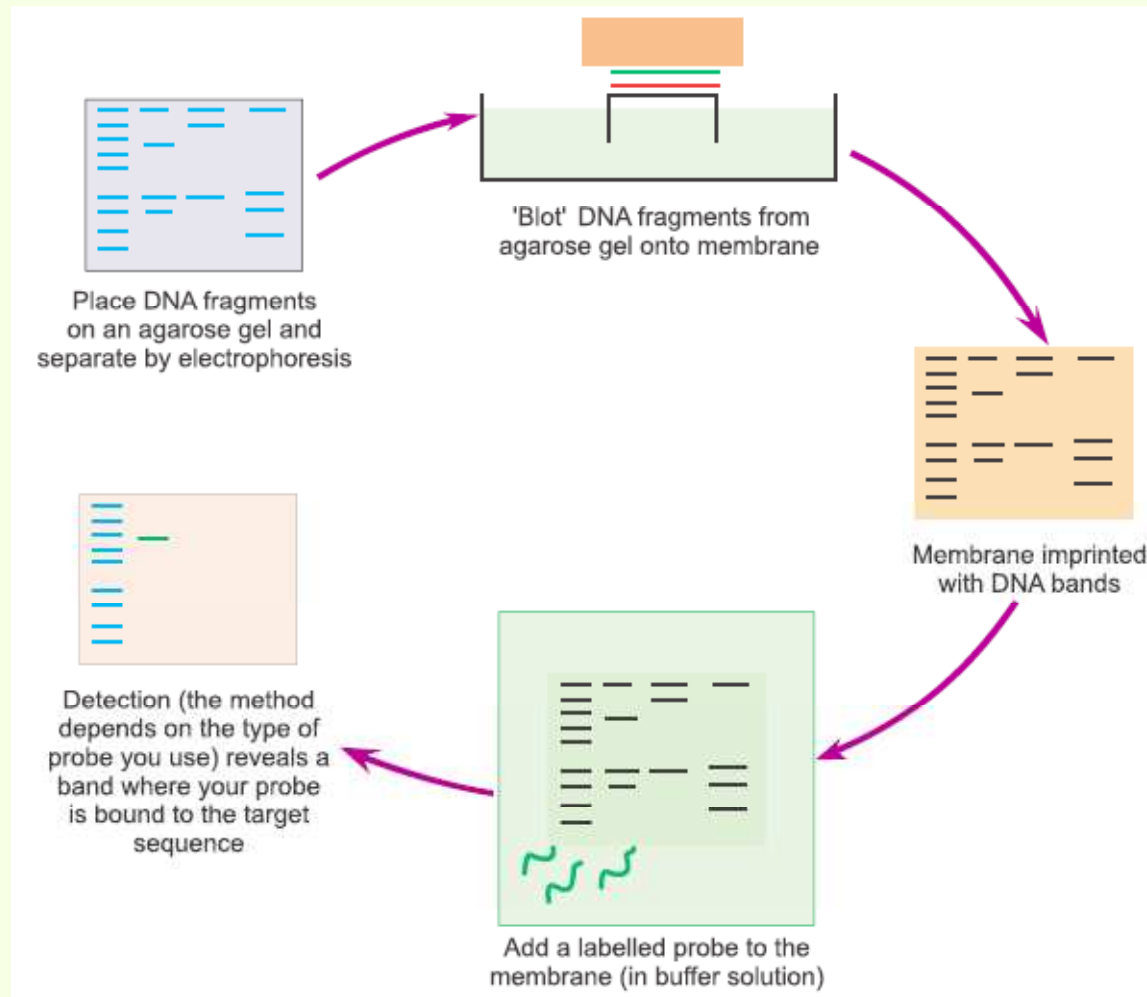 Place DNA fragments
on an agarose gel and
separate by electrophoresis
'Blot' DNA fragments from
agarose gel onto membrane
Membrane imprinted
with DNA bands
Add a labelled probe to the
membrane (in buffer solution)
Detection (the method
depends on the type of
probe you use) reveals a
band where your probe
is bound to the target
sequence